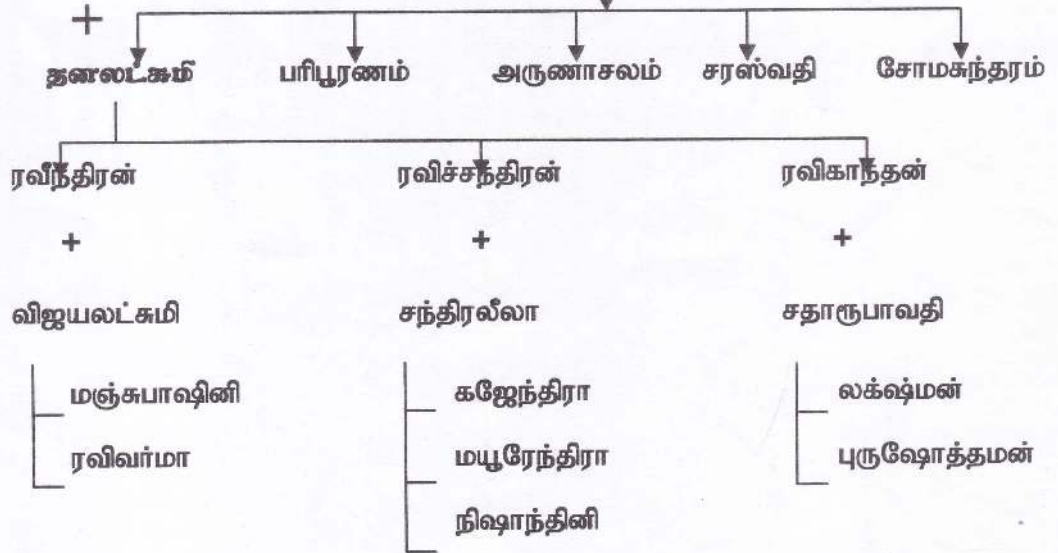 +
தனலட்சுமி பரிபூரணம் அருணாசலம் சரஸ்வதி சோமசுந்தரம்
ரவீந்திரன் ரவிச்சந்திரன் ரவிகாந்தன்
+ + +
விஜயலட்சுமி சந்திரலீலா சதாரூபாவதி
மஞ்சுபாஷினி கஜேந்திரா லக்ஷ்மன்
ரவிவர்மா மயூரேந்திரா புருஷோத்தமன்
நிஷாந்தினி